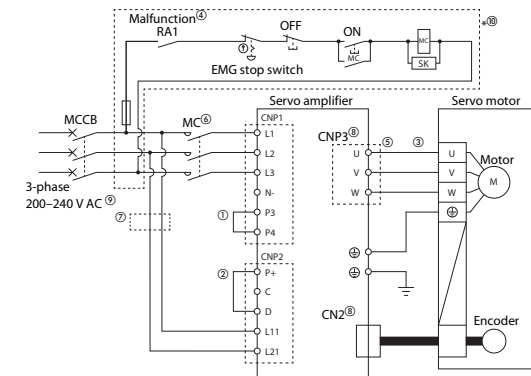 Malfunction④
RA1
OFF
ON
MC
MC
SK
*⑩
EMG stop switch
Servo amplifier
Servo motor
MCCB
MC⑥
CNP1
L1
L2
L3
N-
P3
P4
①
CNP3⑧
U
V
W
⑤
③
U
V
W
Motor
M
3-phase
200–240 V AC ⑨
⑦
CNP2
②
P+
C
D
L11
L21
CN2⑧
Encoder